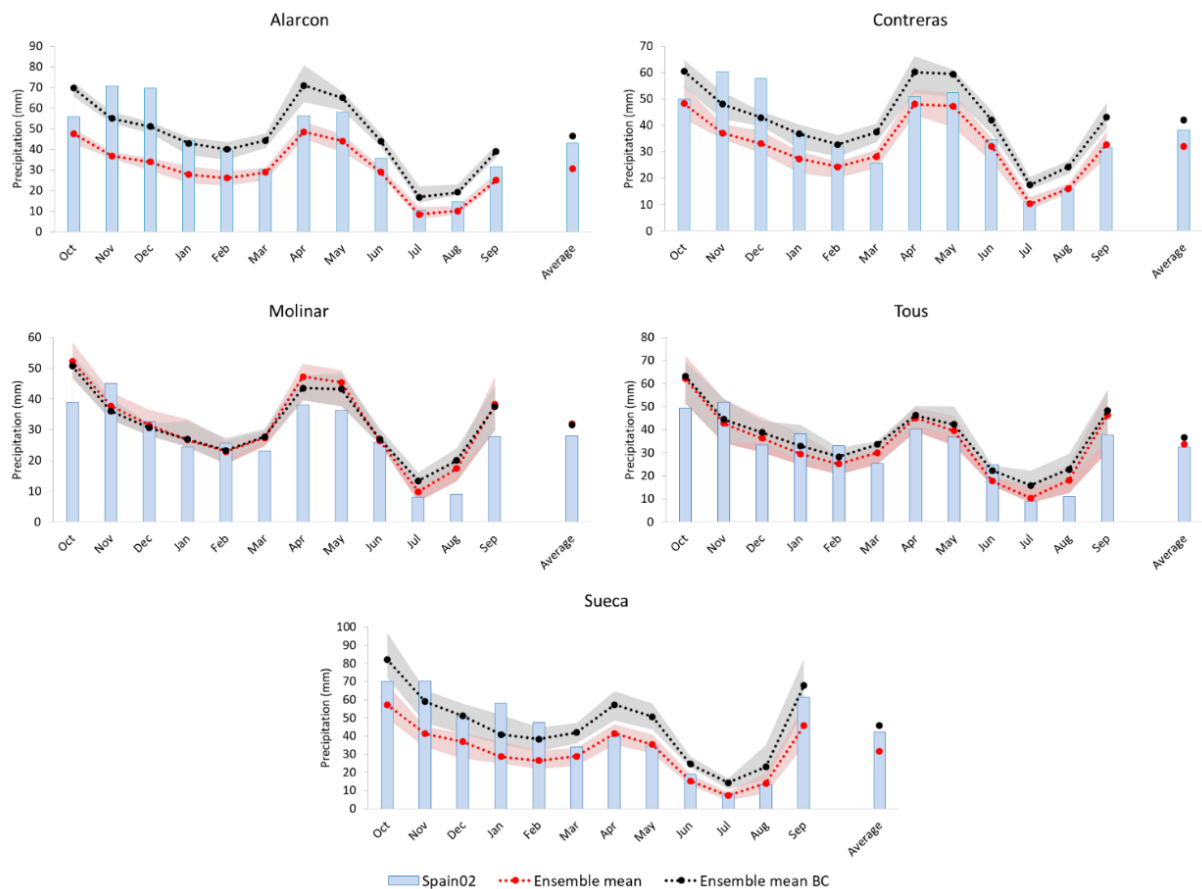 Alarcon
Precipitation (mm)
90
80
70
60
50
40
30
20
10
0
Oct Nov Dec Jan Feb Mar Apr May Jun Jul Aug Sep Average
Contreras
Precipitation (mm)
70
60
50
40
30
20
10
0
Oct Nov Dec Jan Feb Mar Apr May Jun Jul Aug Sep Average
Molinar
Precipitation (mm)
60
50
40
30
20
10
0
Oct Nov Dec Jan Feb Mar Apr May Jun Jul Aug Sep Average
Tous
Precipitation (mm)
80
70
60
50
40
30
20
10
0
Oct Nov Dec Jan Feb Mar Apr May Jun Jul Aug Sep Average
Sueca
Precipitation (mm)
100
90
80
70
60
50
40
30
20
10
0
Oct Nov Dec Jan Feb Mar Apr May Jun Jul Aug Sep Average
Spain02 Ensemble mean Ensemble mean BC